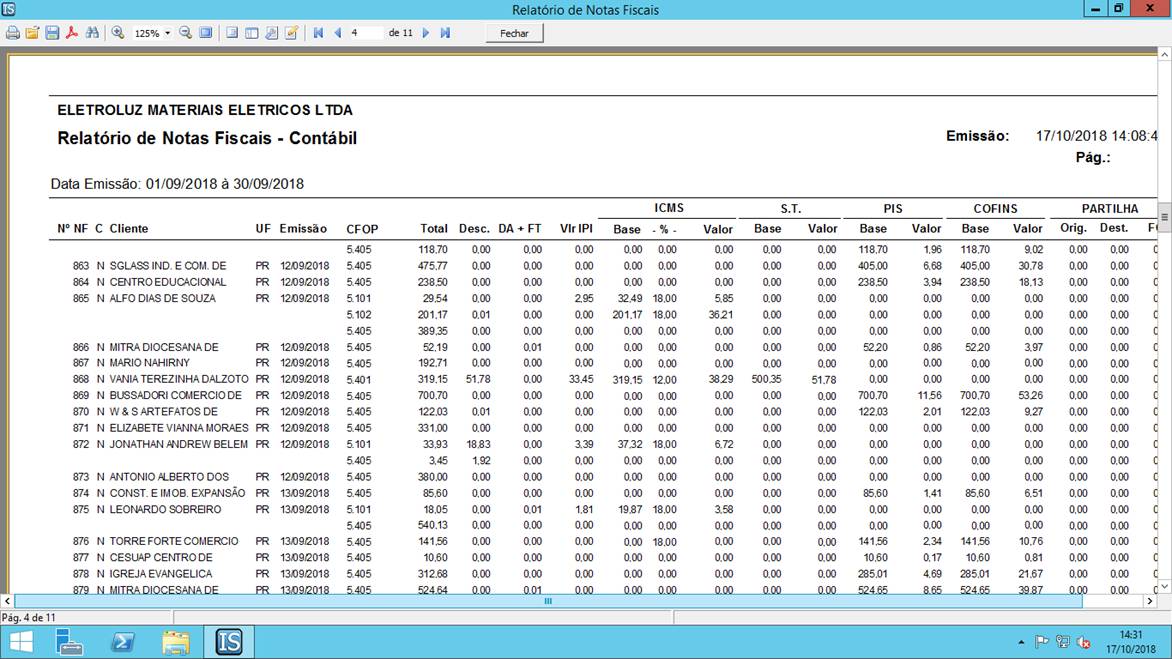 Relatório de Notas Fiscais
125% 4 de 11 Fechar
ELETROLUZ MATERIAIS ELETRICOS LTDA
Relatório de Notas Fiscais - Contábil
Emissão: 17/10/2018 14:08:4
Pág.:
Data Emissão: 01/09/2018 à 30/09/2018
ICMS S.T. PIS COFINS PARTILHA
Nº NF C Cliente UF Emissão CFOP Total Desc. DA + FT Vlr IPI Base - % - Valor Base Valor Base Valor Base Valor Orig. Dest. F
5.405 118,70 0,00 0,00 0,00 0,00 0,00 0,00 0,00 0,00 118,70 1,96 118,70 9,02 0,00 0,00
863 N SGLASS IND. E COM. DE PR 12/09/2018 5.405 475,77 0,00 0,00 0,00 0,00 0,00 0,00 0,00 0,00 405,00 6,68 405,00 30,78 0,00 0,00
864 N CENTRO EDUCACIONAL PR 12/09/2018 5.405 238,50 0,00 0,00 0,00 0,00 0,00 0,00 0,00 0,00 238,50 3,94 238,50 18,13 0,00 0,00
865 N ALFO DIAS DE SOUZA PR 12/09/2018 5.101 29,54 0,00 0,00 2,95 32,49 18,00 5,85 0,00 0,00 0,00 0,00 0,00 0,00 0,00 0,00
5.102 201,17 0,01 0,00 0,00 201,17 18,00 36,21 0,00 0,00 0,00 0,00 0,00 0,00 0,00 0,00
5.405 389,35 0,00 0,00 0,00 0,00 0,00 0,00 0,00 0,00 0,00 0,00 0,00 0,00 0,00 0,00
866 N MITRA DIOCESANA DE PR 12/09/2018 5.405 52,19 0,00 0,01 0,00 0,00 0,00 0,00 0,00 0,00 52,20 0,86 52,20 3,97 0,00 0,00
867 N MARIO NAHIRNY PR 12/09/2018 5.405 192,71 0,00 0,00 0,00 0,00 0,00 0,00 0,00 0,00 0,00 0,00 0,00 0,00 0,00 0,00
868 N VANIA TEREZINHA DALZOTO PR 12/09/2018 5.401 319,15 51,78 0,00 33,45 319,15 12,00 38,29 500,35 51,78 0,00 0,00 0,00 0,00 0,00 0,00
869 N BUSSADORI COMERCIO DE PR 12/09/2018 5.405 700,70 0,00 0,00 0,00 0,00 0,00 0,00 0,00 0,00 700,70 11,56 700,70 53,26 0,00 0,00
870 N W & S ARTEFATOS DE PR 12/09/2018 5.405 122,03 0,01 0,00 0,00 0,00 0,00 0,00 0,00 0,00 122,03 2,01 122,03 9,27 0,00 0,00
871 N ELIZABETE VIANNA MORAES PR 12/09/2018 5.405 331,00 0,00 0,00 0,00 0,00 0,00 0,00 0,00 0,00 0,00 0,00 0,00 0,00 0,00 0,00
872 N JONATHAN ANDREW BELEM PR 12/09/2018 5.101 33,93 18,83 0,00 3,39 37,32 18,00 6,72 0,00 0,00 0,00 0,00 0,00 0,00 0,00 0,00
5.405 3,45 1,92 0,00 0,00 0,00 0,00 0,00 0,00 0,00 0,00 0,00 0,00 0,00 0,00 0,00
873 N ANTONIO ALBERTO DOS PR 12/09/2018 5.405 380,00 0,00 0,00 0,00 0,00 0,00 0,00 0,00 0,00 0,00 0,00 0,00 0,00 0,00 0,00
874 N CONST. E IMOB. EXPANSÃO PR 13/09/2018 5.405 85,60 0,00 0,00 0,00 0,00 0,00 0,00 0,00 0,00 85,60 1,41 85,60 6,51 0,00 0,00
875 N LEONARDO SOBREIRO PR 13/09/2018 5.101 18,05 0,00 0,01 1,81 19,87 18,00 3,58 0,00 0,00 0,00 0,00 0,00 0,00 0,00 0,00
5.405 540,13 0,00 0,00 0,00 0,00 0,00 0,00 0,00 0,00 0,00 0,00 0,00 0,00 0,00 0,00
876 N TORRE FORTE COMERCIO PR 13/09/2018 5.405 141,56 0,00 0,00 0,00 0,00 18,00 0,00 0,00 0,00 141,56 2,34 141,56 10,76 0,00 0,00
877 N CESUAP CENTRO DE PR 13/09/2018 5.405 10,60 0,00 0,00 0,00 0,00 0,00 0,00 0,00 0,00 10,60 0,17 10,60 0,81 0,00 0,00
878 N IGREJA EVANGELICA PR 13/09/2018 5.405 312,68 0,00 0,00 0,00 0,00 0,00 0,00 0,00 0,00 285,01 4,69 285,01 21,67 0,00 0,00
879 N MITRA DIOCESANA DE PR 13/09/2018 5.405 524,64 0,00 0,01 0,00 0,00 0,00 0,00 0,00 0,00 524,65 8,65 524,65 39,87 0,00 0,00
Pág. 4 de 11
IS
14:31
17/10/2018